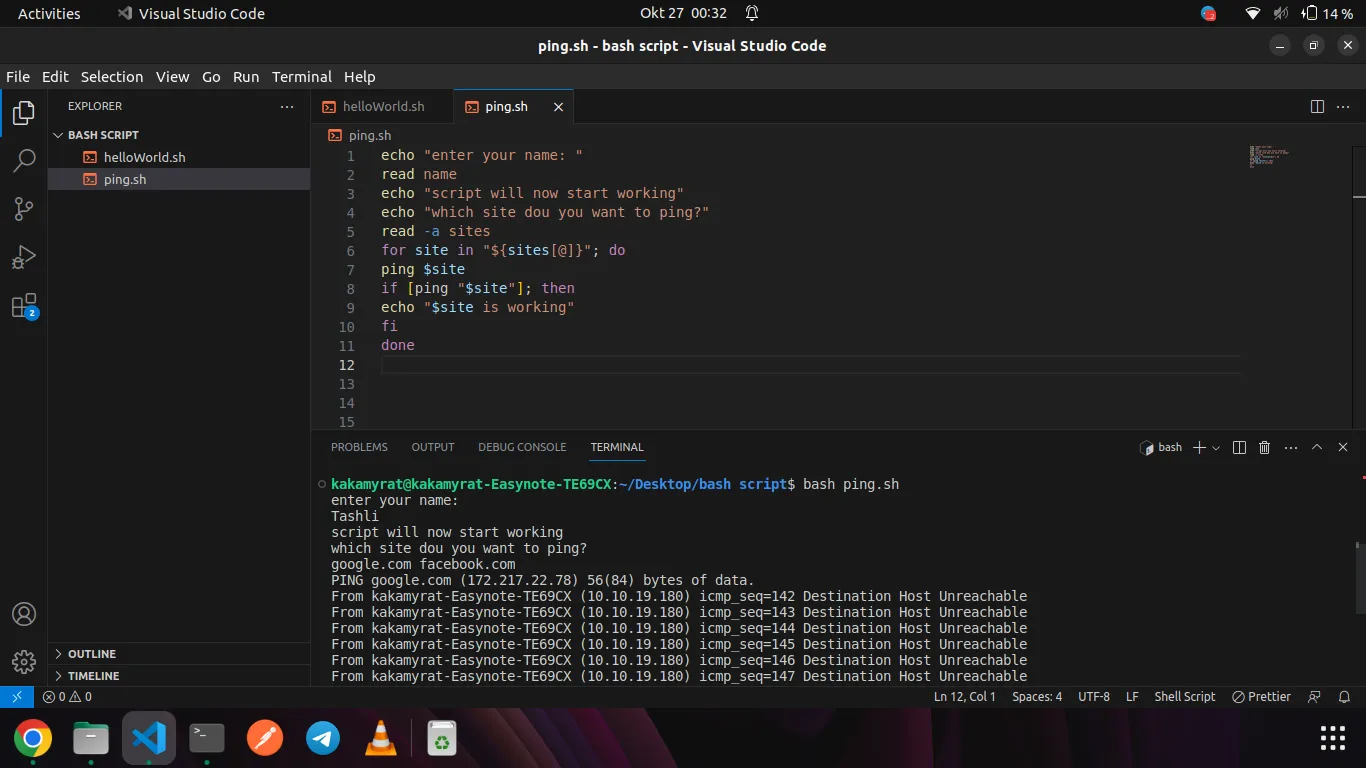 Activities Visual Studio Code Okt 27 00:32 14 %
ping.sh - bash script - Visual Studio Code
File Edit Selection View Go Run Terminal Help
EXPLORER
BASH SCRIPT
helloWorld.sh
ping.sh
2
OUTLINE
TIMELINE
helloWorld.sh ping.sh
ping.sh
1 echo "enter your name: "
2 read name
3 echo "script will now start working"
4 echo "which site dou you want to ping?"
5 read -a sites
6 for site in "${sites[@]}"; do
7 ping $site
8 if [ping "$site"]; then
9 echo "$site is working"
10 fi
11 done
12
13
14
15
PROBLEMS OUTPUT DEBUG CONSOLE TERMINAL bash
kakamyrat@kakamyrat-Easynote-TE69CX:~/Desktop/bash script$ bash ping.sh
enter your name:
Tashli
script will now start working
which site dou you want to ping?
google.com facebook.com
PING google.com (172.217.22.78) 56(84) bytes of data.
From kakamyrat-Easynote-TE69CX (10.10.19.180) icmp_seq=142 Destination Host Unreachable
From kakamyrat-Easynote-TE69CX (10.10.19.180) icmp_seq=143 Destination Host Unreachable
From kakamyrat-Easynote-TE69CX (10.10.19.180) icmp_seq=144 Destination Host Unreachable
From kakamyrat-Easynote-TE69CX (10.10.19.180) icmp_seq=145 Destination Host Unreachable
From kakamyrat-Easynote-TE69CX (10.10.19.180) icmp_seq=146 Destination Host Unreachable
From kakamyrat-Easynote-TE69CX (10.10.19.180) icmp_seq=147 Destination Host Unreachable
0 0 Ln 12, Col 1 Spaces: 4 UTF-8 LF Shell Script Prettier